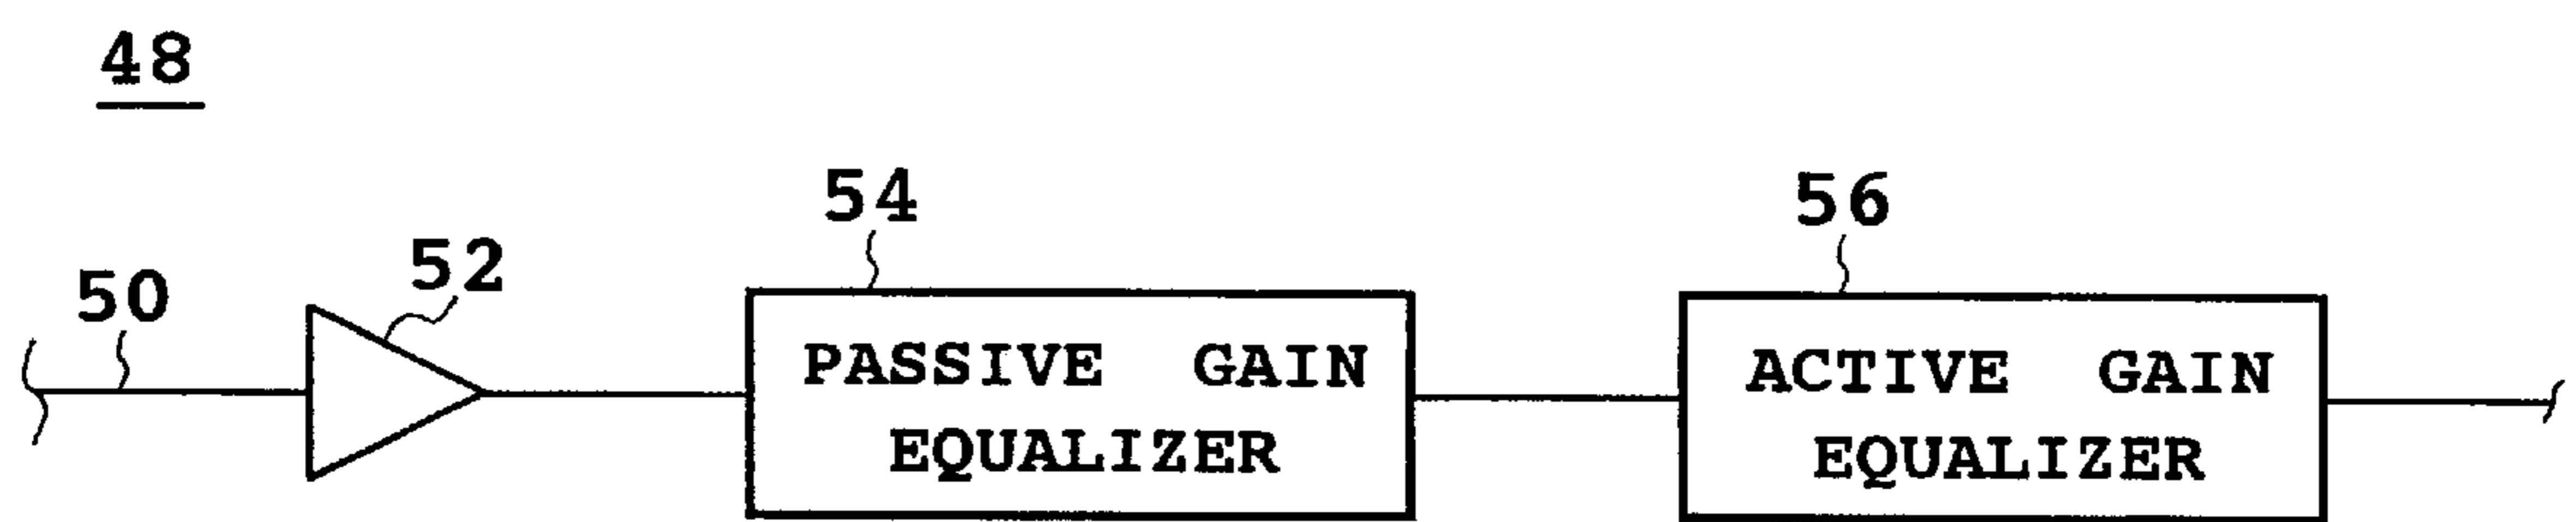 48
54
56
52
50
PASSIVE GAIN
EQUALIZER
ACTIVE GAIN
EQUALIZER